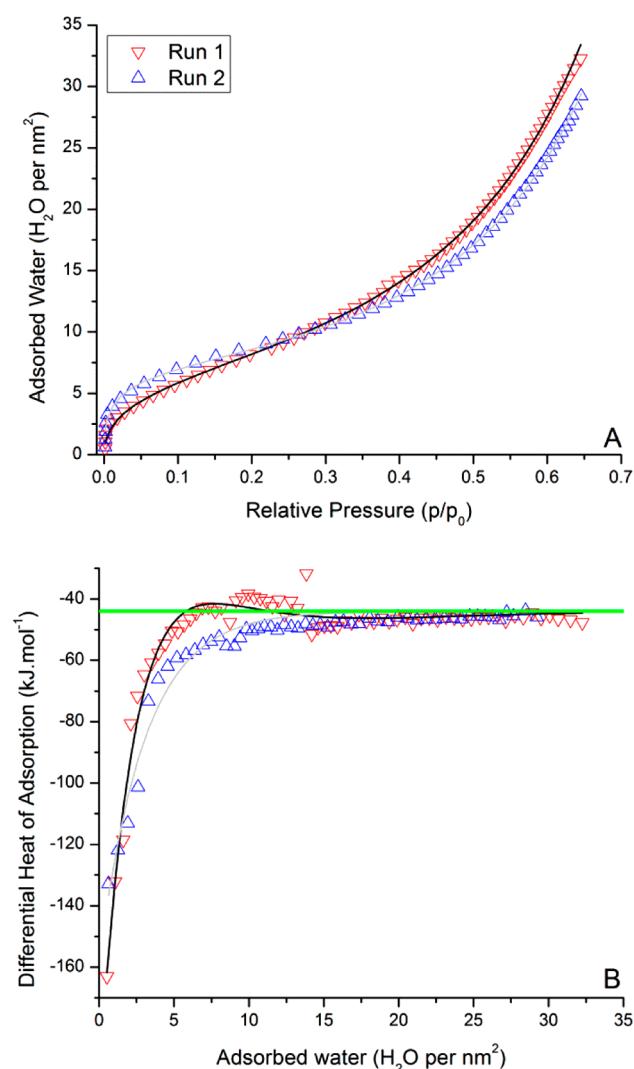 35
30
25
20
15
10
5
0
Adsorbed Water (H₂O per nm²)
Run 1
Run 2
A
0.0 0.1 0.2 0.3 0.4 0.5 0.6 0.7
Relative Pressure (p/p₀)
-40
-60
-80
-100
-120
-140
-160
Differential Heat of Adsorption (kJ.mol⁻¹)
B
0 5 10 15 20 25 30 35
Adsorbed water (H₂O per nm²)